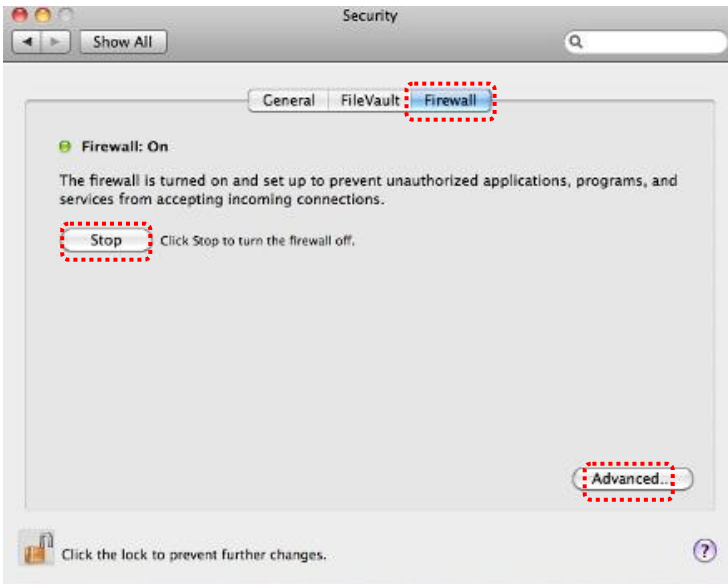 Security
Show All
General FileVault Firewall
Firewall: On
The firewall is turned on and set up to prevent unauthorized applications, programs, and
services from accepting incoming connections.
Stop Click Stop to turn the firewall off.
Advanced...
Click the lock to prevent further changes.
?